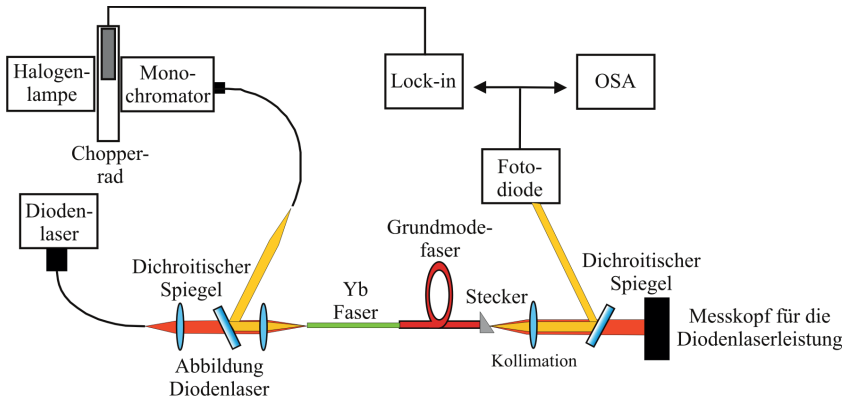 Halogen-
lampe
Mono-
chromator
Chopper-
rad
Lock-in
OSA
Foto-
diode
Dioden-
laser
Dichroitischer
Spiegel
Abbildung
Diodenlaser
Yb
Faser
Grundmode-
faser
Stecker
Kollimation
Dichroitischer
Spiegel
Messkopf für die
Diodenlaserleistung